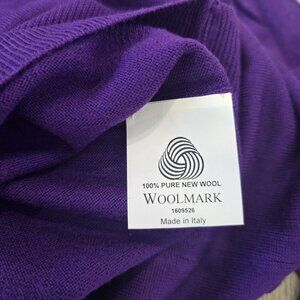 100% PURE NEW WOOL
WOOLMARK
1609526
Made in Italy